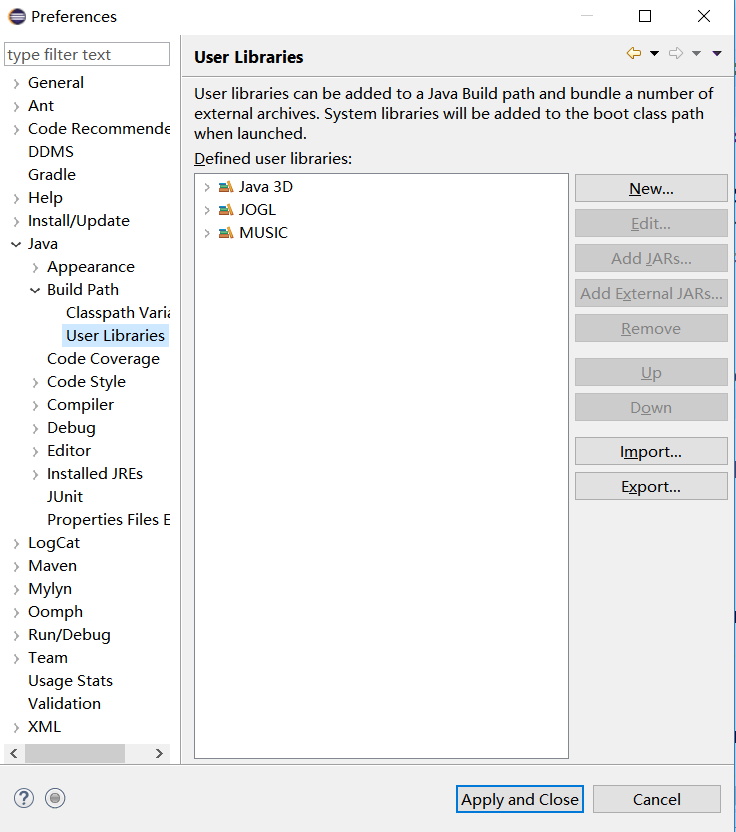 Preferences
type filter text
General
Ant
Code Recommende
DDMS
Gradle
Help
Install/Update
Java
Appearance
Build Path
Classpath Varia
User Libraries
Code Coverage
Code Style
Compiler
Debug
Editor
Installed JREs
JUnit
Properties Files E
LogCat
Maven
Mylyn
Oomph
Run/Debug
Team
Usage Stats
Validation
XML
User Libraries
User libraries can be added to a Java Build path and bundle a number of
external archives. System libraries will be added to the boot class path
when launched.
Defined user libraries:
Java 3D
JOGL
MUSIC
New...
Edit...
Add JARs...
Add External JARs...
Remove
Up
Down
Import...
Export...
?
Apply and Close
Cancel